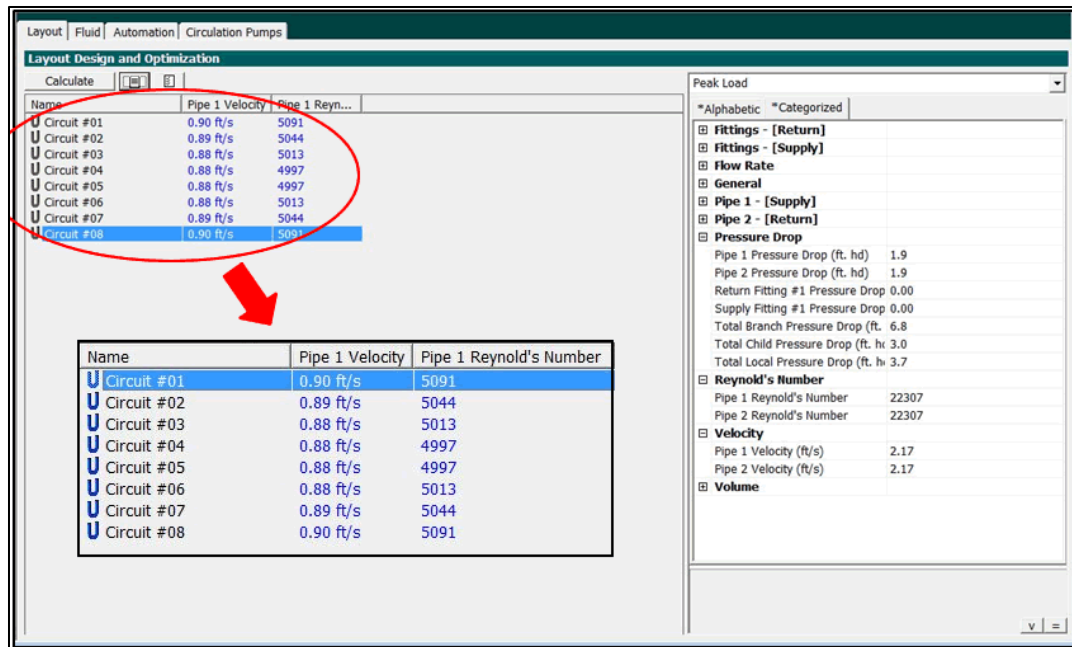 Layout Fluid Automation Circulation Pumps
Layout Design and Optimization
Calculate
Name Pipe 1 Velocity Pipe 1 Reyn...
Circuit #01 0.90 ft/s 5091
Circuit #02 0.89 ft/s 5044
Circuit #03 0.88 ft/s 5013
Circuit #04 0.88 ft/s 4997
Circuit #05 0.88 ft/s 4997
Circuit #06 0.88 ft/s 5013
Circuit #07 0.89 ft/s 5044
Circuit #08 0.90 ft/s 5091
Name Pipe 1 Velocity Pipe 1 Reynold's Number
Circuit #01 0.90 ft/s 5091
Circuit #02 0.89 ft/s 5044
Circuit #03 0.88 ft/s 5013
Circuit #04 0.88 ft/s 4997
Circuit #05 0.88 ft/s 4997
Circuit #06 0.88 ft/s 5013
Circuit #07 0.89 ft/s 5044
Circuit #08 0.90 ft/s 5091
Peak Load
*Alphabetic *Categorized
Fittings - [Return]
Fittings - [Supply]
Flow Rate
General
Pipe 1 - [Supply]
Pipe 2 - [Return]
Pressure Drop
Pipe 1 Pressure Drop (ft. hd) 1.9
Pipe 2 Pressure Drop (ft. hd) 1.9
Return Fitting #1 Pressure Drop 0.00
Supply Fitting #1 Pressure Drop 0.00
Total Branch Pressure Drop (ft. 6.8
Total Child Pressure Drop (ft. hd 3.0
Total Local Pressure Drop (ft. h 3.7
Reynold's Number
Pipe 1 Reynold's Number 22307
Pipe 2 Reynold's Number 22307
Velocity
Pipe 1 Velocity (ft/s) 2.17
Pipe 2 Velocity (ft/s) 2.17
Volume
v =